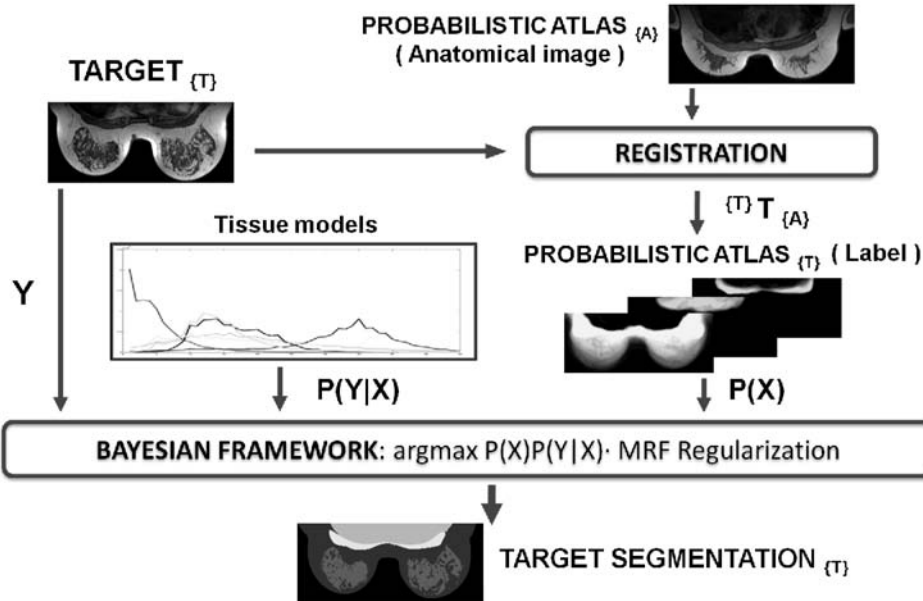 PROBABILISTIC ATLAS {A}
( Anatomical image )
TARGET {T}
REGISTRATION
{T} T {A}
Tissue models
PROBABILISTIC ATLAS {T} ( Label )
Y
P(Y|X)
P(X)
BAYESIAN FRAMEWORK: argmax P(X)P(Y|X)· MRF Regularization
TARGET SEGMENTATION {T}